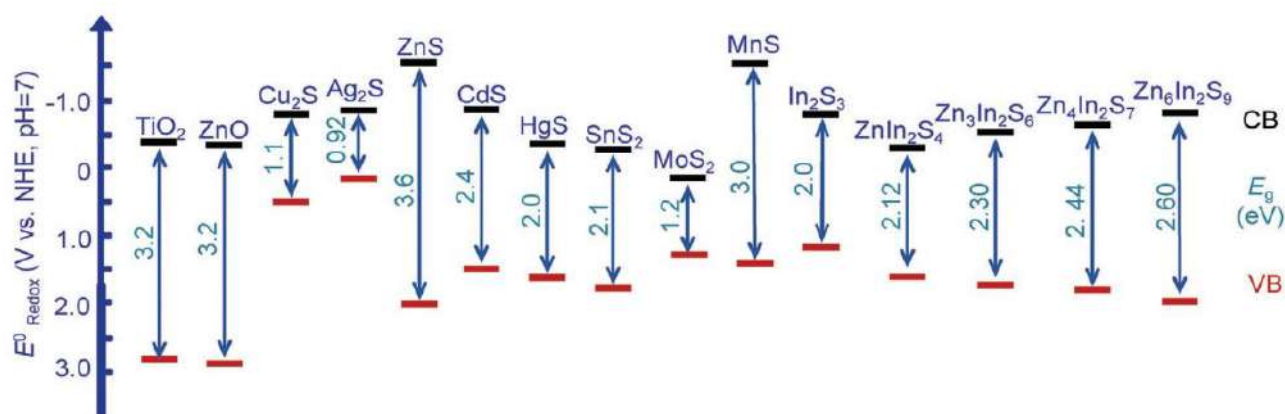 E⁰ Redox (V vs. NHE, pH=7)
-1.0
0
1.0
2.0
3.0
TiO₂
3.2
ZnO
3.2
Cu₂S
1.1
Ag₂S
0.92
ZnS
3.6
CdS
2.4
HgS
2.0
SnS₂
2.1
MoS₂
1.2
MnS
3.0
In₂S₃
2.0
ZnIn₂S₄
2.12
Zn₃In₂S₆
2.30
Zn₄In₂S₇
2.44
Zn₆In₂S₉
2.60
CB
E_g
(eV)
VB